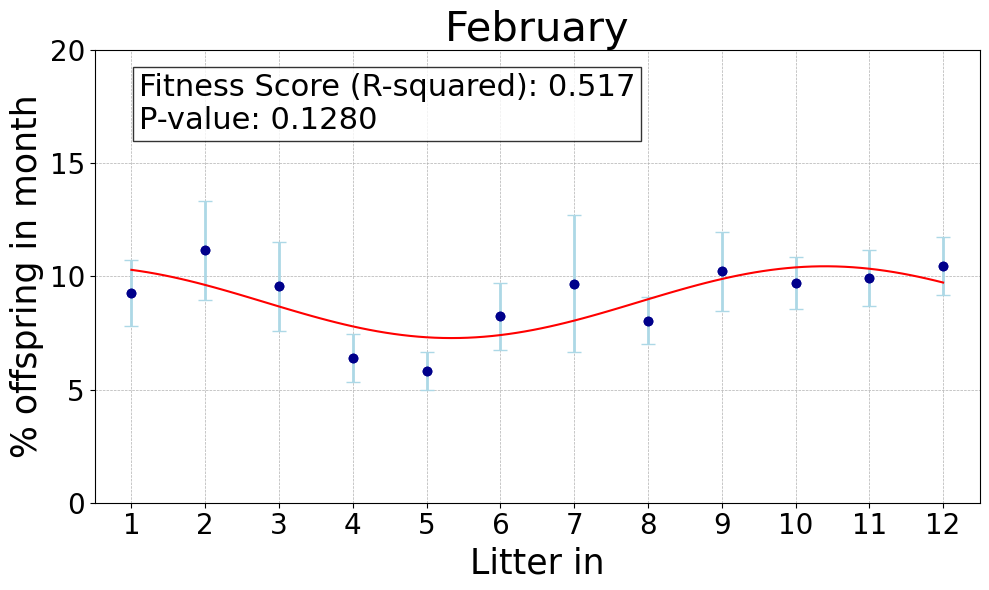 February
Fitness Score (R-squared): 0.517
P-value: 0.1280
% offspring in month
20
15
10
5
0
1 2 3 4 5 6 7 8 9 10 11 12
Litter in